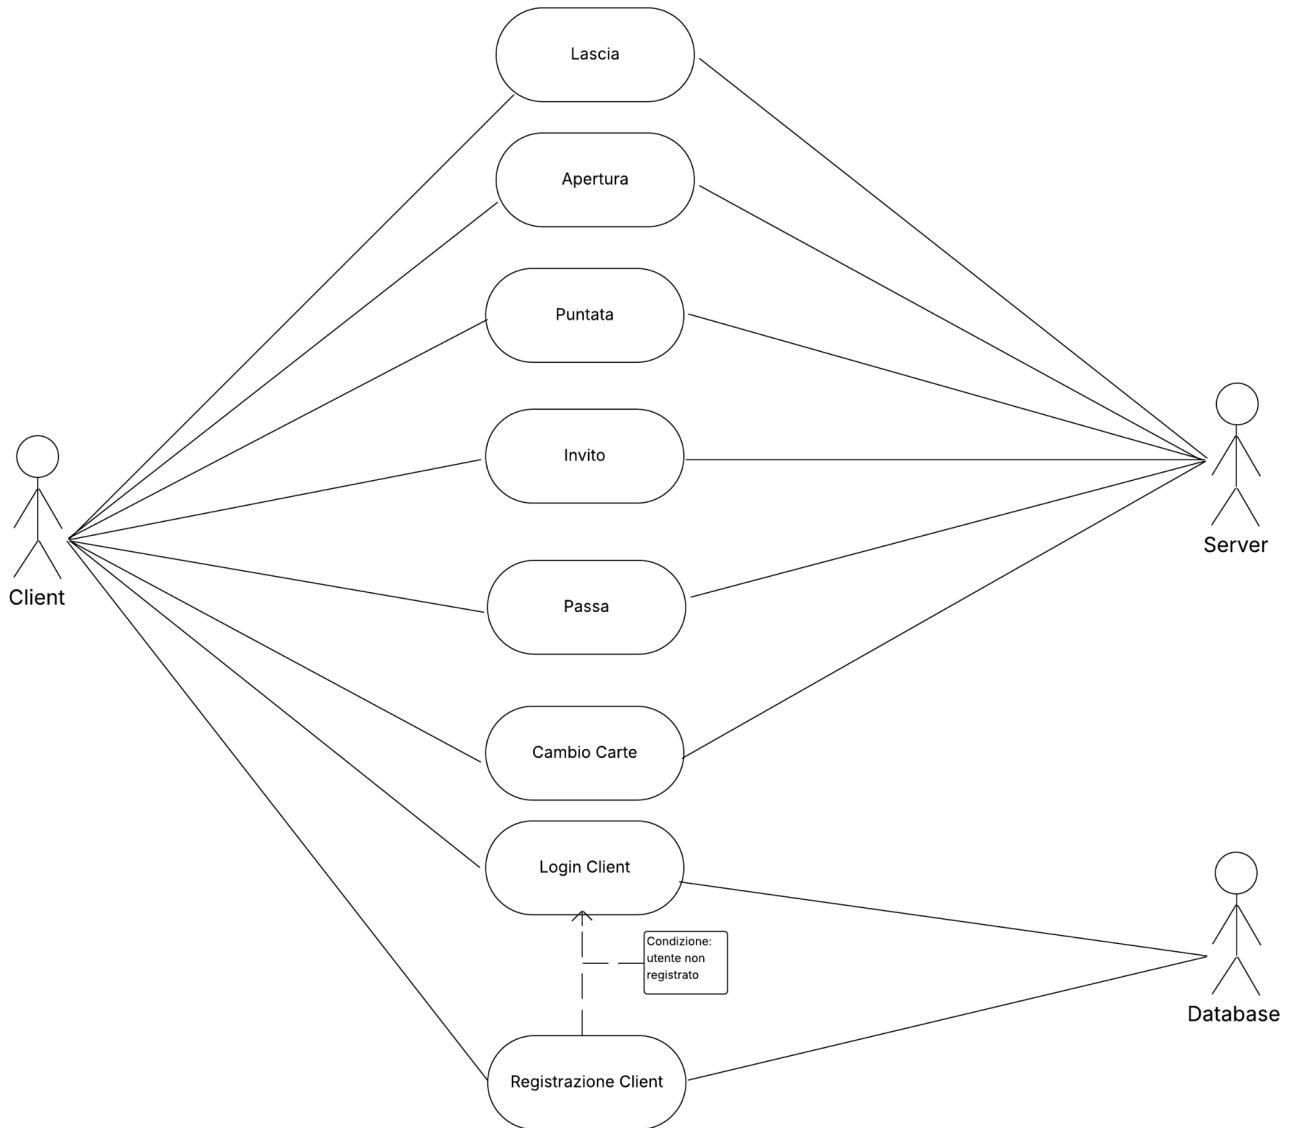 Lascia
Apertura
Puntata
Invito
Passa
Client
Server
Cambio Carte
Login Client
Condizione:
utente non
registrato
Database
Registrazione Client